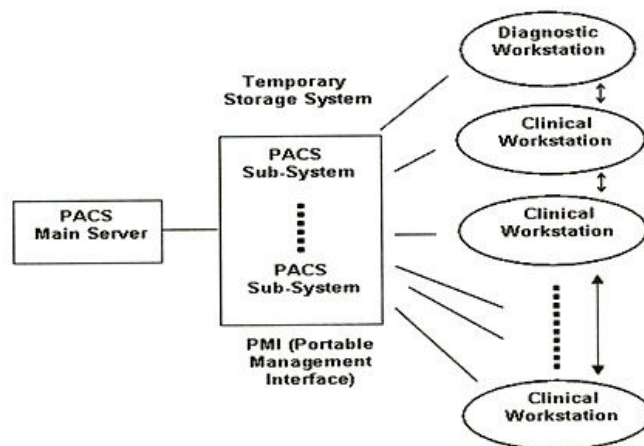 Diagnostic
Workstation
Temporary
Storage System
Clinical
Workstation
PACS
Sub-System
PACS
Main Server
Clinical
Workstation
PACS
Sub-System
PMI (Portable
Management
Interface)
Clinical
Workstation